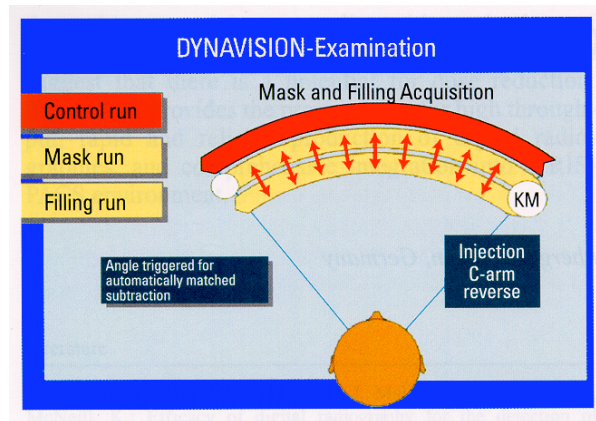 DYNAVISION-Examination
Mask and Filling Acquisition
Control run
Mask run
Filling run
KM
Angle triggered for
automatically matched
subtraction
Injection
C-arm
reverse